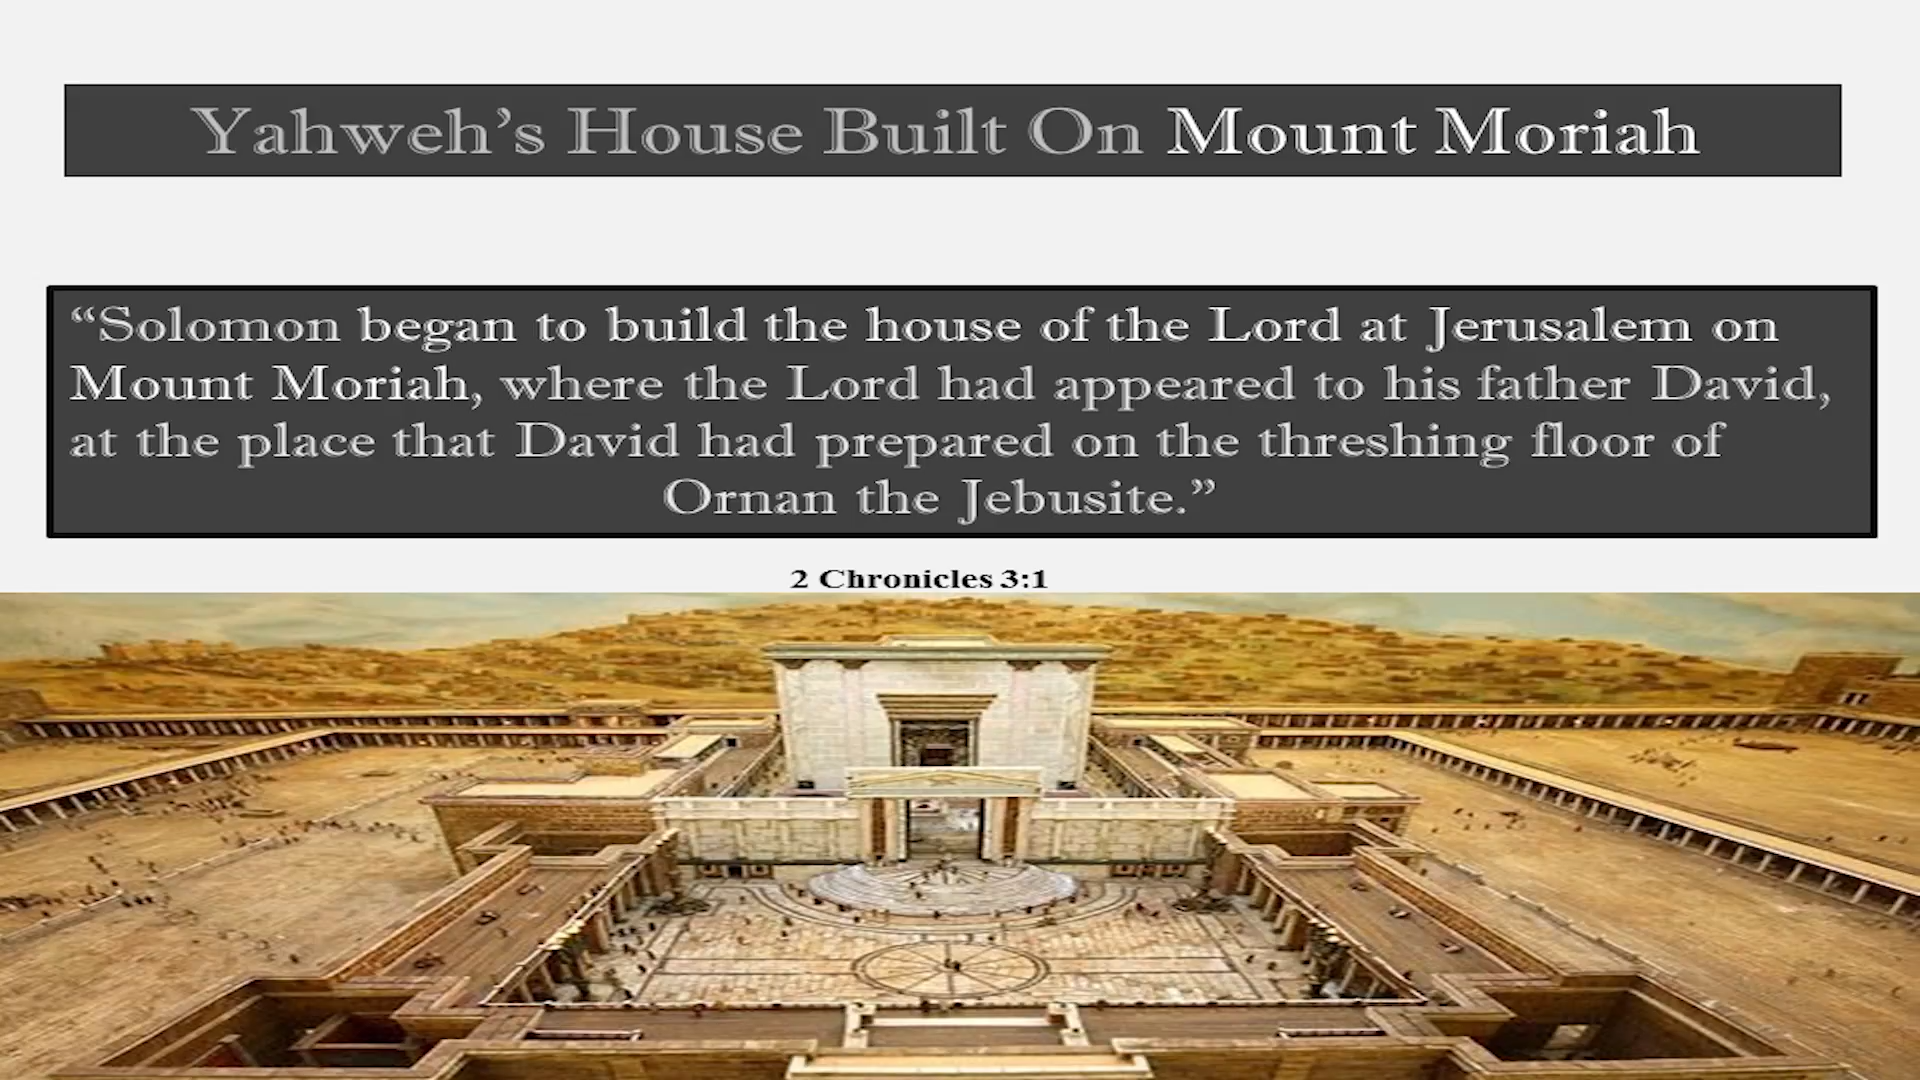 Yahweh’s House Built On Mount Moriah
“Solomon began to build the house of the Lord at Jerusalem on
Mount Moriah, where the Lord had appeared to his father David,
at the place that David had prepared on the threshing floor of
Ornan the Jebusite.”
2 Chronicles 3:1